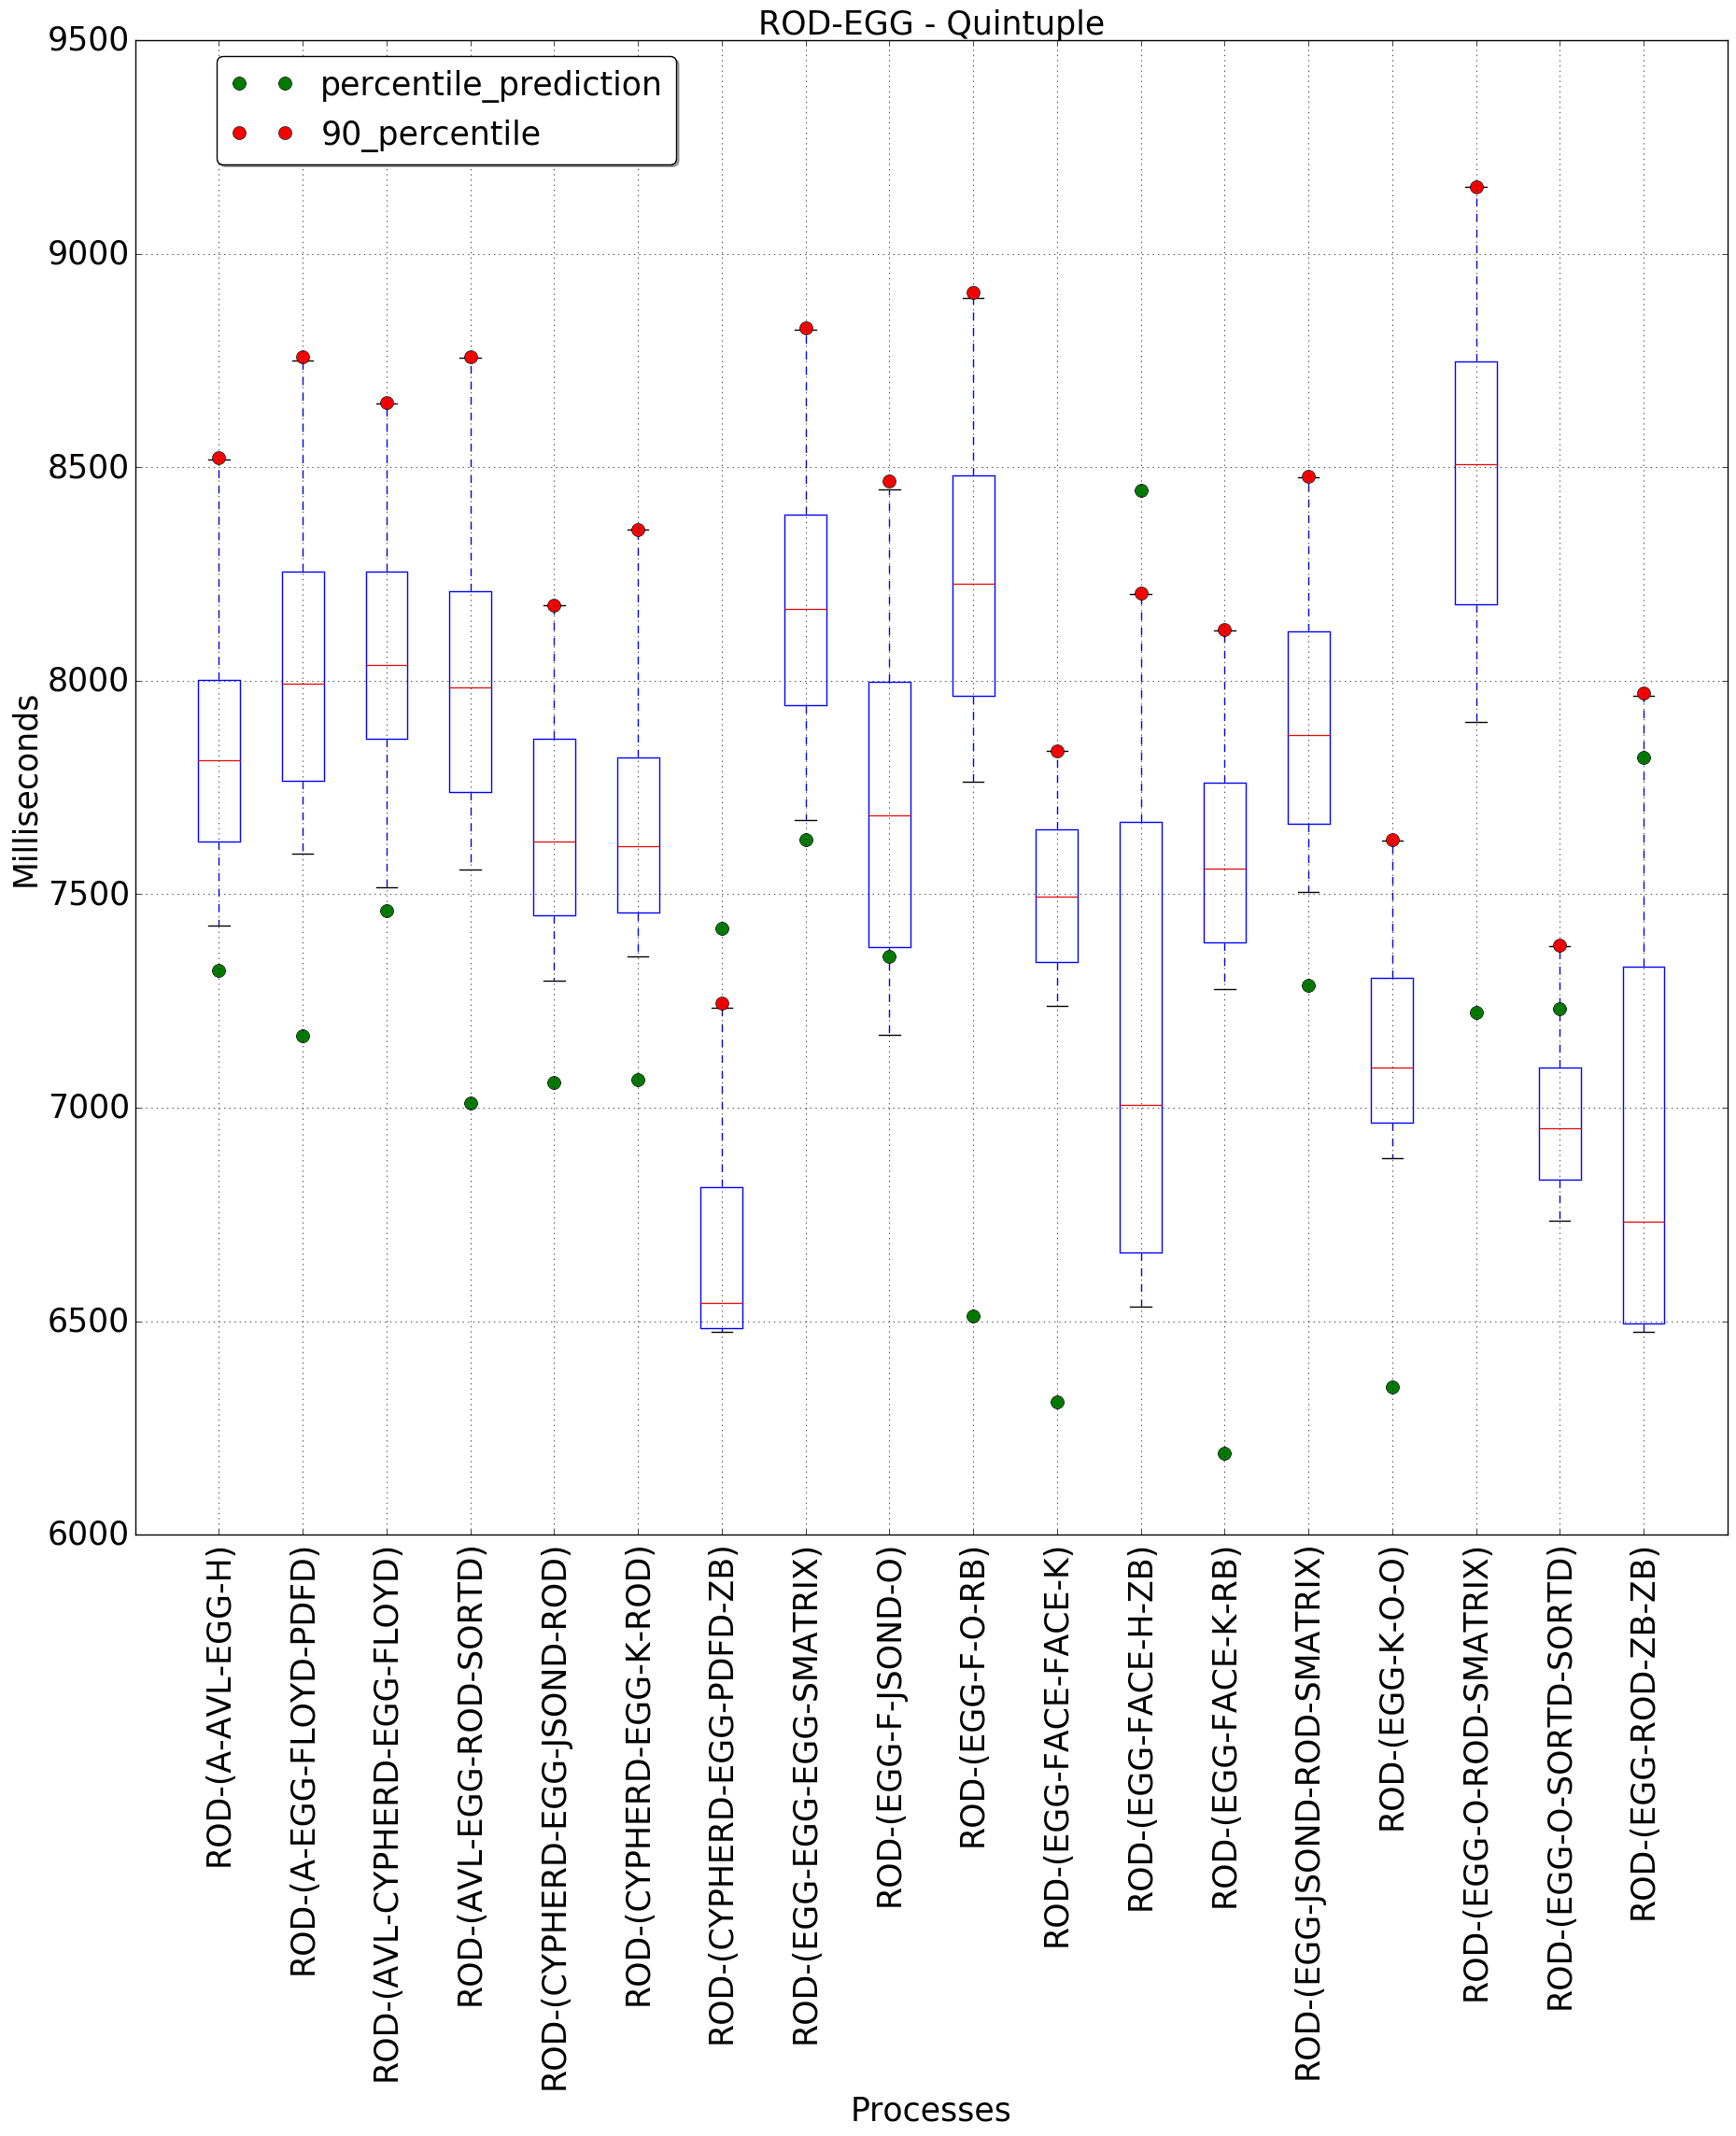 ROD-EGG - Quintuple
percentile_prediction
90_percentile
9500
9000
8500
8000
7500
7000
6500
6000
Milliseconds
ROD-(A-AVL-EGG-H)
ROD-(A-EGG-FLOYD-PDFD)
ROD-(AVL-CYPHERD-EGG-FLOYD)
ROD-(AVL-EGG-ROD-SORTD)
ROD-(CYPHERD-EGG-JSOND-ROD)
ROD-(CYPHERD-EGG-K-ROD)
ROD-(CYPHERD-EGG-PDFD-ZB)
ROD-(EGG-EGG-EGG-SMATRIX)
ROD-(EGG-F-JSOND-O)
ROD-(EGG-F-O-RB)
ROD-(EGG-FACE-FACE-K)
ROD-(EGG-FACE-H-ZB)
ROD-(EGG-FACE-K-RB)
ROD-(EGG-JSOND-ROD-SMATRIX)
ROD-(EGG-K-O-O)
ROD-(EGG-O-ROD-SMATRIX)
ROD-(EGG-O-SORTD-SORTD)
ROD-(EGG-ROD-ZB-ZB)
Processes